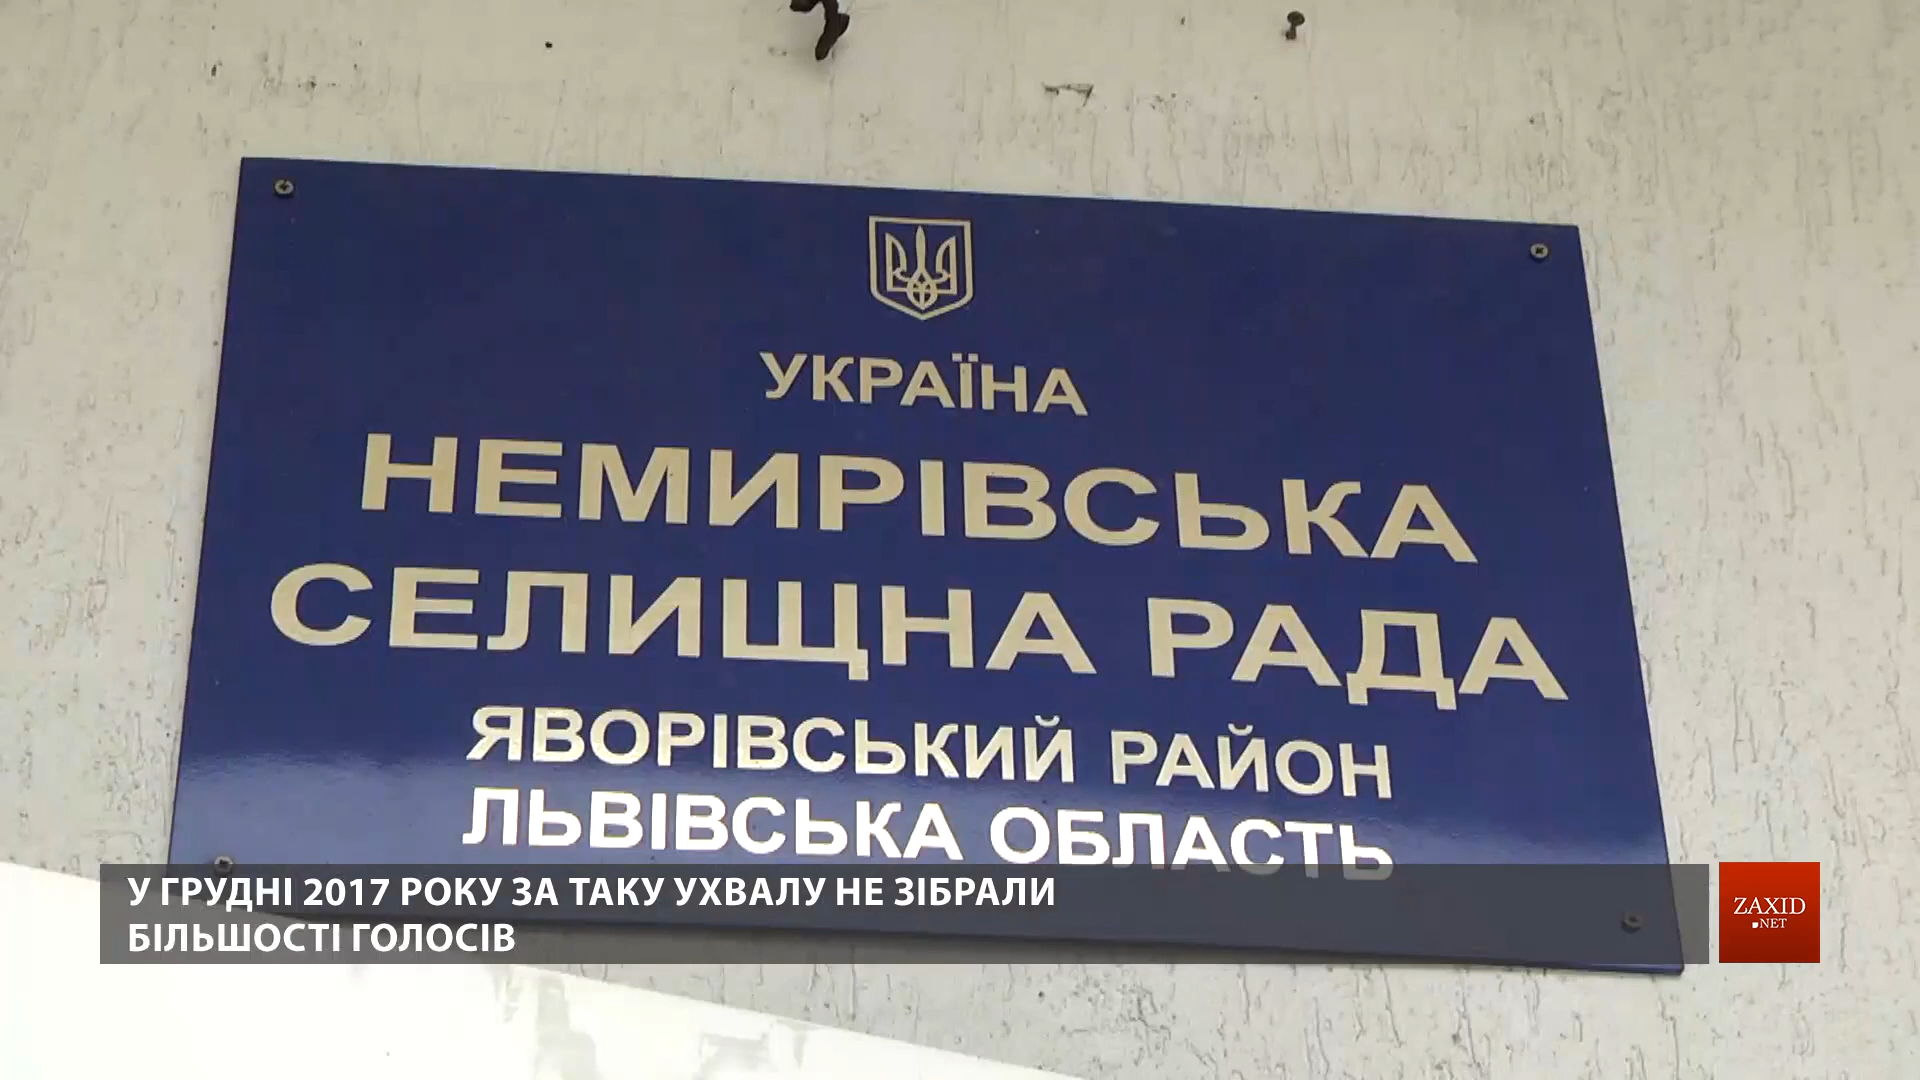 УКРАЇНА
НЕМИРІВСЬКА
СЕЛИЩНА РАДА
ЯВОРІВСЬКИЙ РАЙОН
ЛЬВІВСЬКА ОБЛАСТЬ
У ГРУДНІ 2017 РОКУ ЗА ТАКУ УХВАЛУ НЕ ЗІБРАЛИ
БІЛЬШОСТІ ГОЛОСІВ
ZAXID
.NET